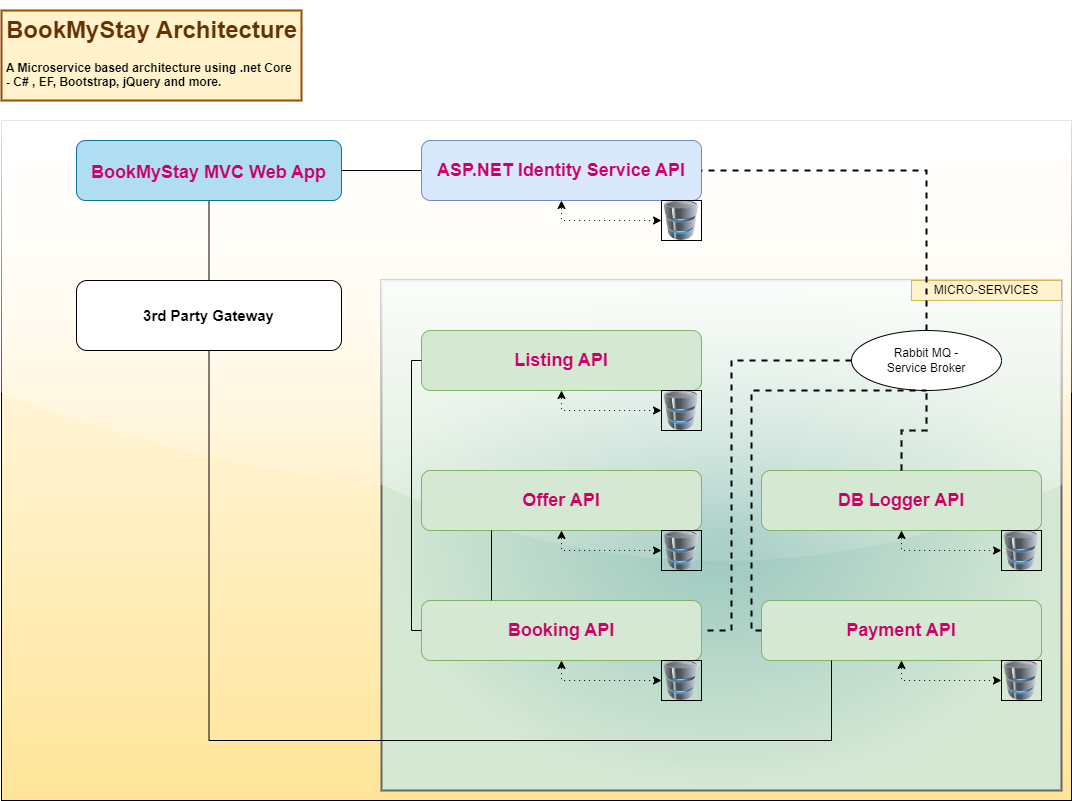 BookMyStay Architecture
A Microservice based architecture using .net Core
- C# , EF, Bootstrap, jQuery and more.
BookMyStay MVC Web App
ASP.NET Identity Service API
MICRO-SERVICES
3rd Party Gateway
Listing API
Rabbit MQ -
Service Broker
Offer API
DB Logger API
Booking API
Payment API